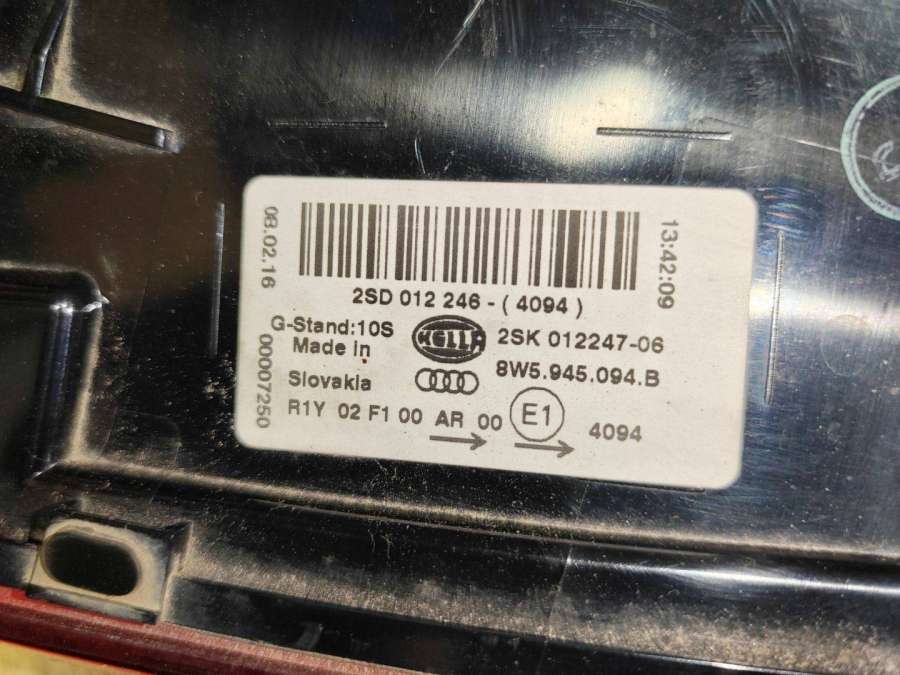 08.02.16
00007250
13:42:09
2SD 012 246-(4094)
G-Stand:10S
HELLA
2SK 012247-06
Made in
8W5.945.094.B
Slovakia
R1Y 02 F1 00 AR 00
E1
4094